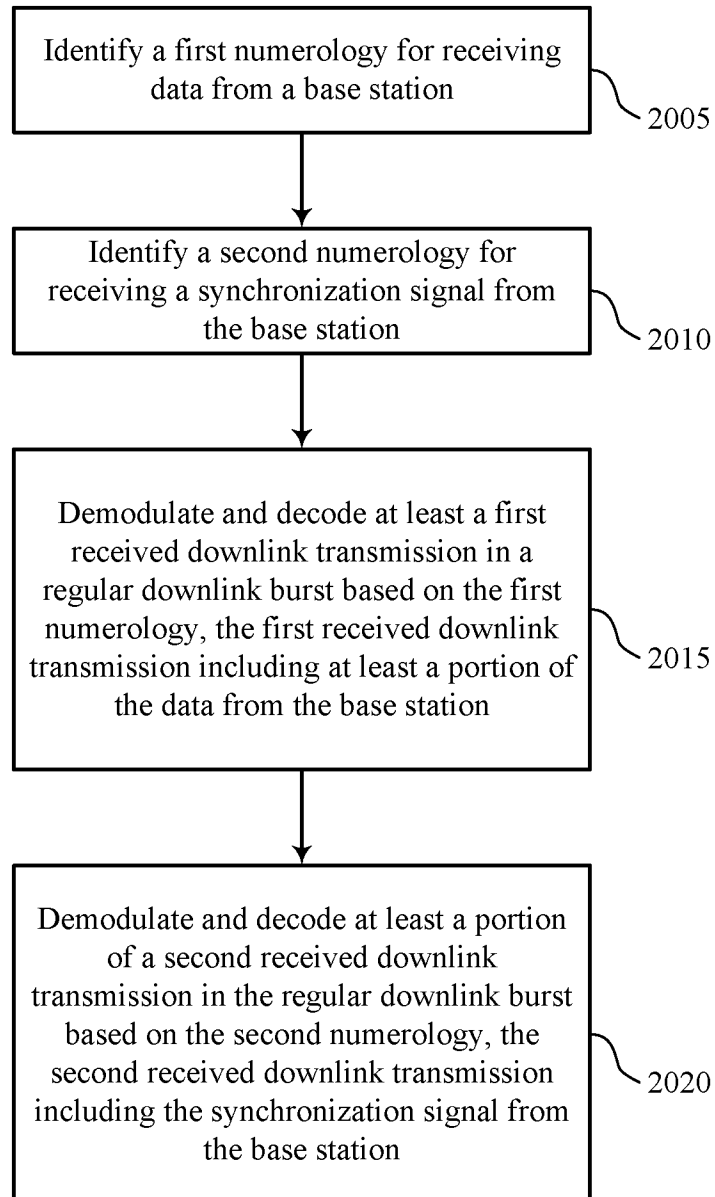 Identify a first numerology for receiving
data from a base station
2005
Identify a second numerology for
receiving a synchronization signal from
the base station
2010
Demodulate and decode at least a first
received downlink transmission in a
regular downlink burst based on the first
numerology, the first received downlink
transmission including at least a portion of
the data from the base station
2015
Demodulate and decode at least a portion
of a second received downlink
transmission in the regular downlink burst
based on the second numerology, the
second received downlink transmission
including the synchronization signal from
the base station
2020